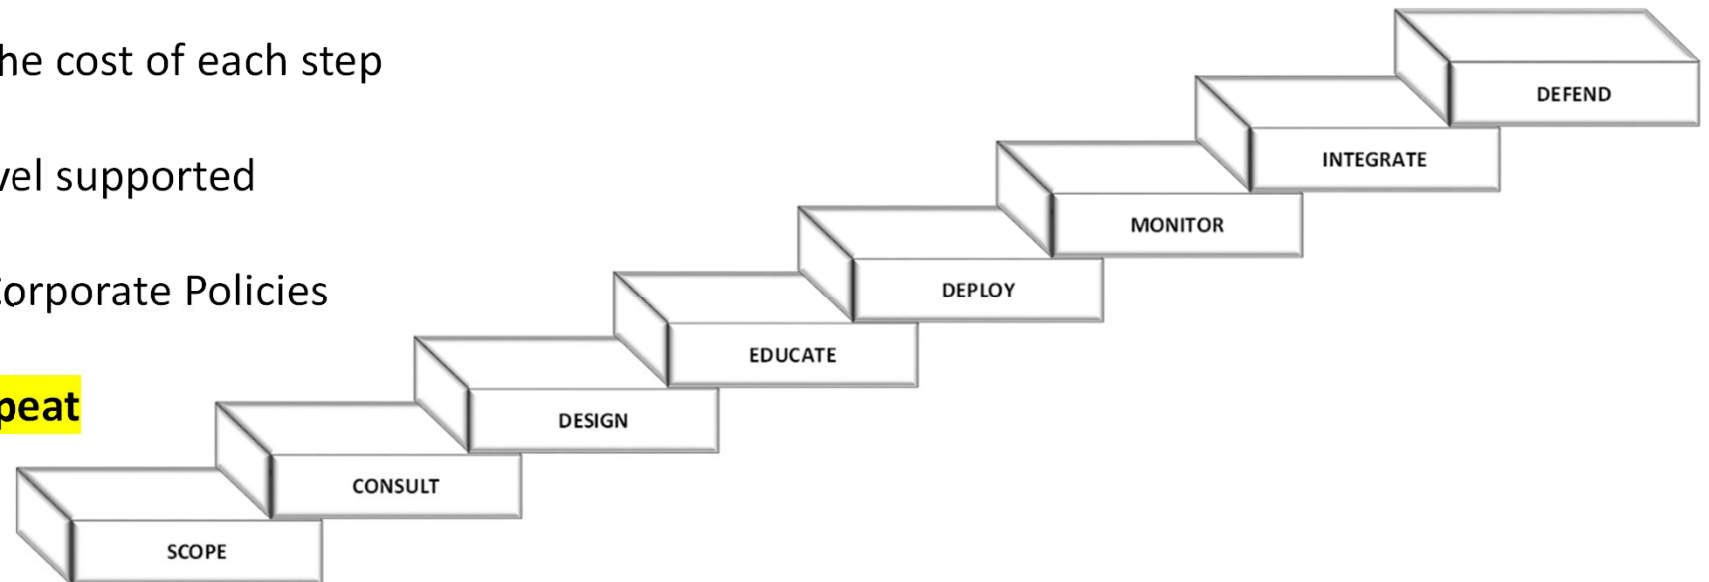 he cost of each step
vel supported
Corporate Policies
peat
DEFEND
INTEGRATE
MONITOR
DEPLOY
EDUCATE
DESIGN
CONSULT
SCOPE